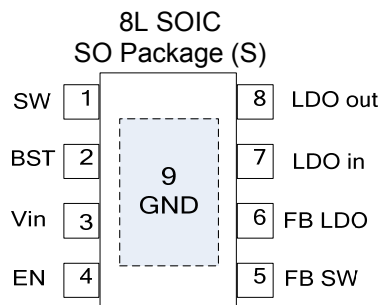 8L SOIC
SO Package (S)
SW 1 8 LDO out
BST 2 7 LDO in
9
GND
Vin 3 6 FB LDO
EN 4 5 FB SW